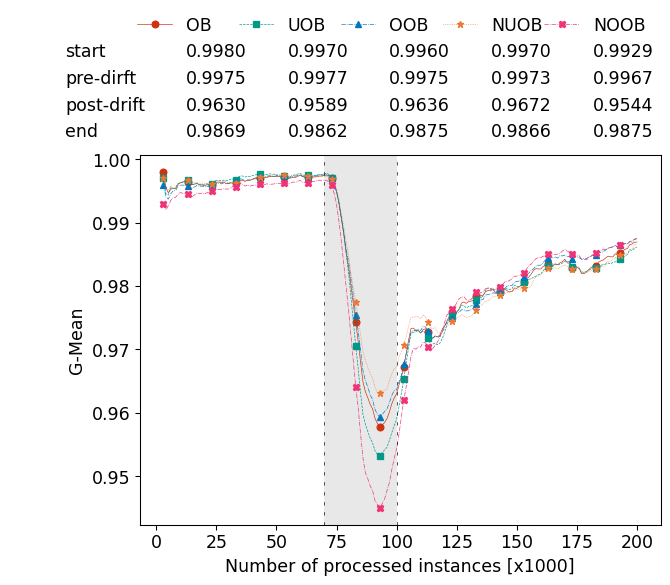 OB UOB OOB NUOB NOOB
start 0.9980 0.9970 0.9960 0.9970 0.9929
pre-dirft 0.9975 0.9977 0.9975 0.9973 0.9967
post-drift 0.9630 0.9589 0.9636 0.9672 0.9544
end 0.9869 0.9862 0.9875 0.9866 0.9875
1.00
0.99
0.98
0.97
0.96
0.95
G-Mean
0 25 50 75 100 125 150 175 200
Number of processed instances [x1000]